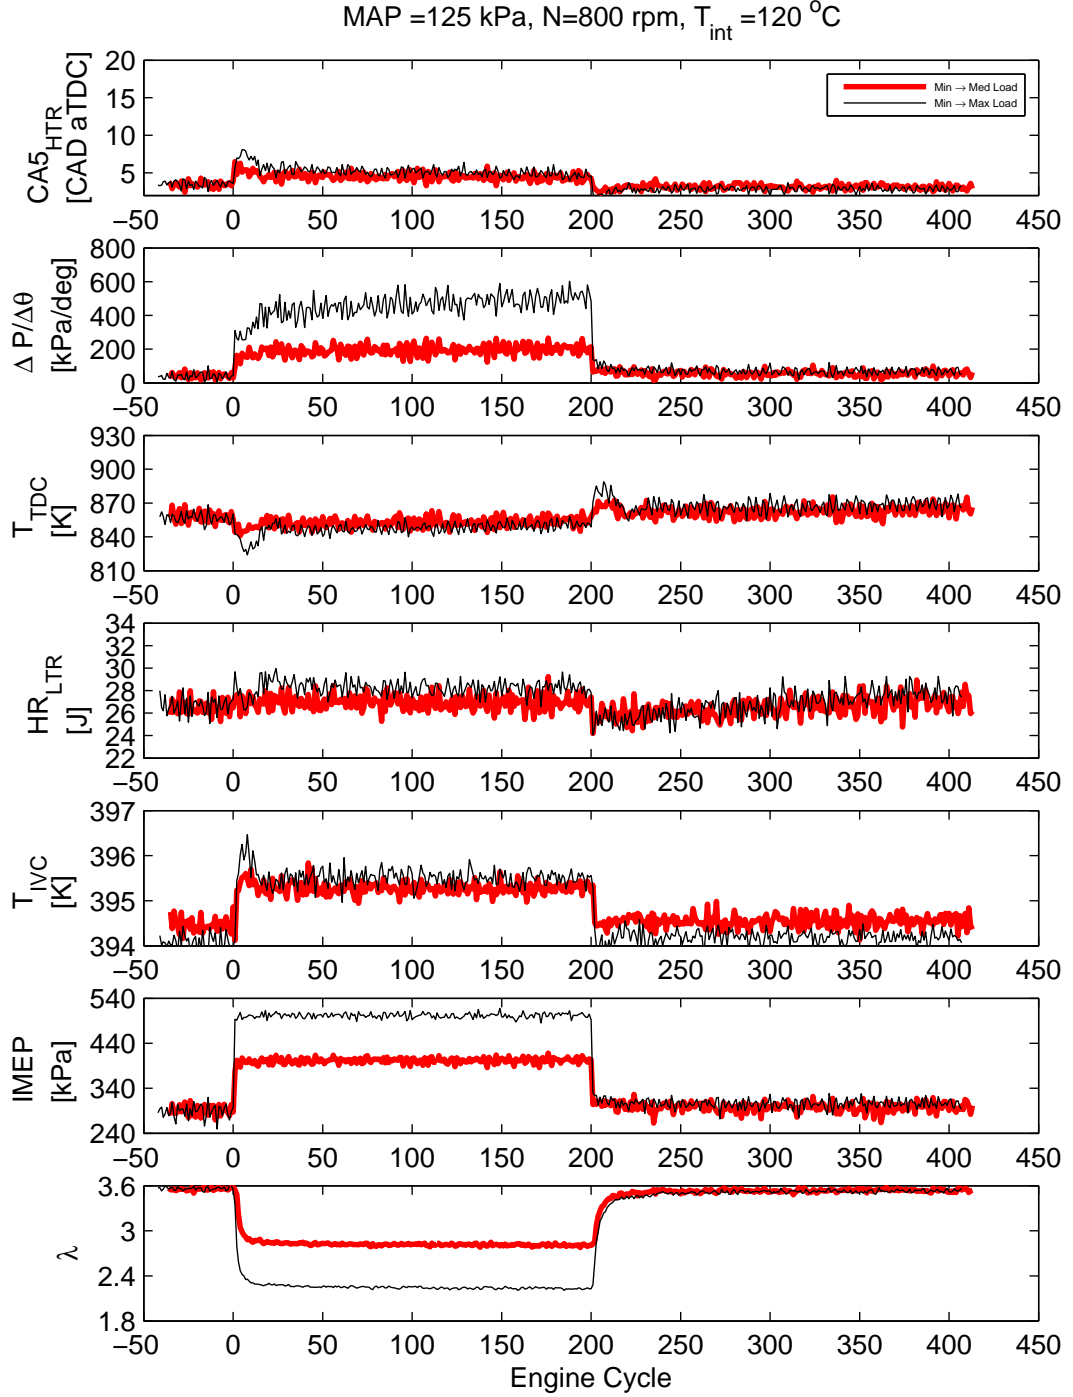 MAP =125 kPa, N=800 rpm, T_int =120 °C
CA5_HTR
[CAD aTDC]
20
15
10
5
Min → Med Load
Min → Max Load
−50 0 50 100 150 200 250 300 350 400 450
Δ P/Δθ
[kPa/deg]
800
600
400
200
0
−50 0 50 100 150 200 250 300 350 400 450
T_TDC
[K]
930
900
870
840
810
−50 0 50 100 150 200 250 300 350 400 450
HR_LTR
[J]
34
32
30
28
26
24
22
−50 0 50 100 150 200 250 300 350 400 450
T_IVC
[K]
397
396
395
394
−50 0 50 100 150 200 250 300 350 400 450
IMEP
[kPa]
540
440
340
240
−50 0 50 100 150 200 250 300 350 400 450
λ
3.6
3
2.4
1.8
−50 0 50 100 150 200 250 300 350 400 450
Engine Cycle